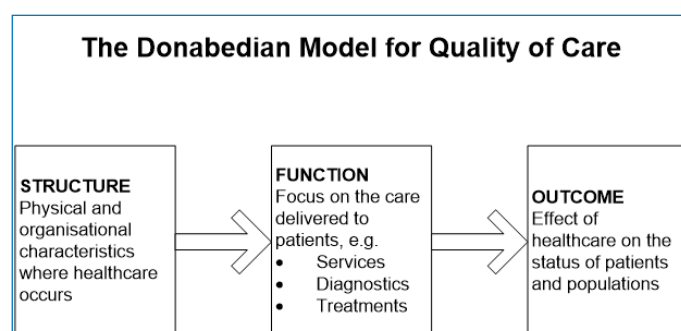 The Donabedian Model for Quality of Care
STRUCTURE
Physical and
organisational
characteristics
where healthcare
occurs
FUNCTION
Focus on the care
delivered to
patients, e.g.
• Services
• Diagnostics
• Treatments
OUTCOME
Effect of
healthcare on the
status of patients
and populations